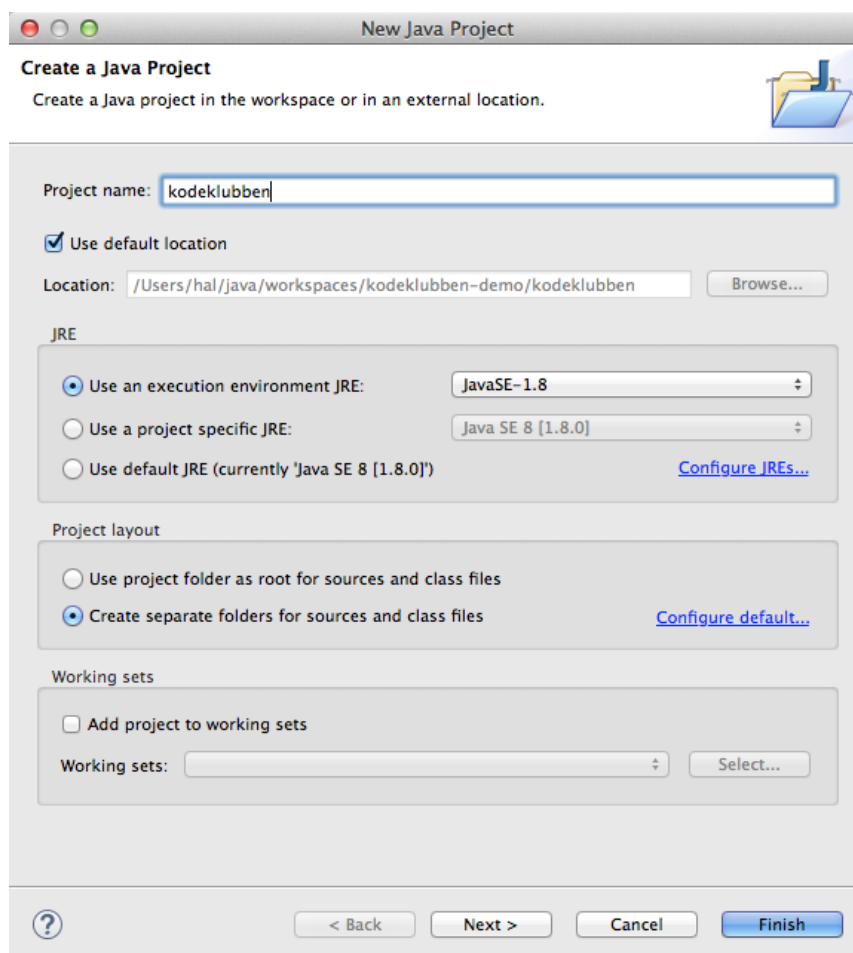 New Java Project
Create a Java Project
Create a Java project in the workspace or in an external location.
Project name: kodeklubben
Use default location
Location: /Users/hal/java/workspaces/kodeklubben-demo/kodeklubben Browse...
JRE
Use an execution environment JRE: JavaSE-1.8
Use a project specific JRE: Java SE 8 [1.8.0]
Use default JRE (currently 'Java SE 8 [1.8.0]') Configure JREs...
Project layout
Use project folder as root for sources and class files
Create separate folders for sources and class files Configure default...
Working sets
Add project to working sets
Working sets: Select...
? < Back Next > Cancel Finish